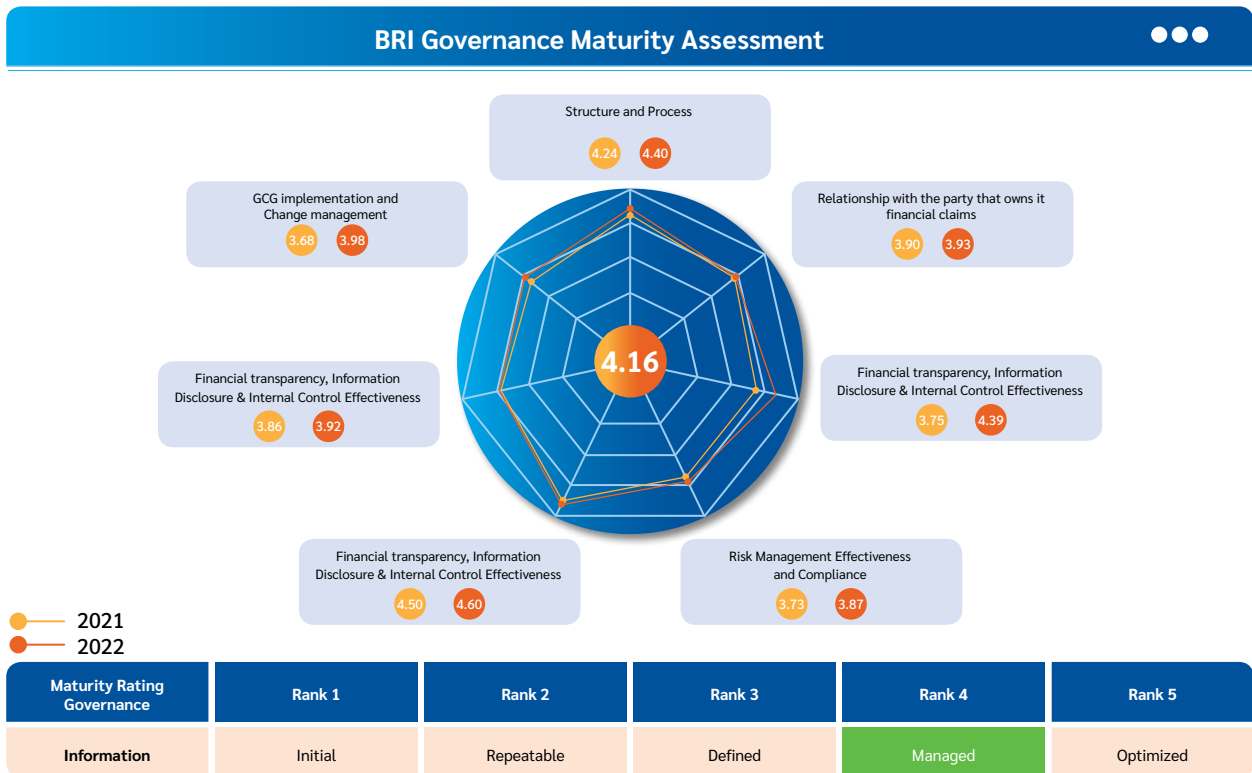 BRI Governance Maturity Assessment
Structure and Process
4.24 4.40
GCG implementation and
Change management
3.68 3.98
Relationship with the party that owns it
financial claims
3.90 3.93
4.16
Financial transparency, Information
Disclosure & Internal Control Effectiveness
3.86 3.92
Financial transparency, Information
Disclosure & Internal Control Effectiveness
3.75 4.39
Financial transparency, Information
Disclosure & Internal Control Effectiveness
4.50 4.60
Risk Management Effectiveness
and Compliance
3.73 3.87
2021
2022
Maturity Rating
Governance
Rank 1
Rank 2
Rank 3
Rank 4
Rank 5
Information
Initial
Repeatable
Defined
Managed
Optimized